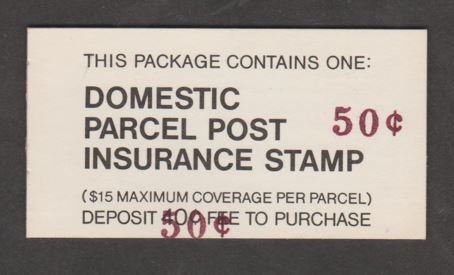 THIS PACKAGE CONTAINS ONE:
DOMESTIC
PARCEL POST 50¢
INSURANCE STAMP
($15 MAXIMUM COVERAGE PER PARCEL)
DEPOSIT 40¢ FEE TO PURCHASE
50¢